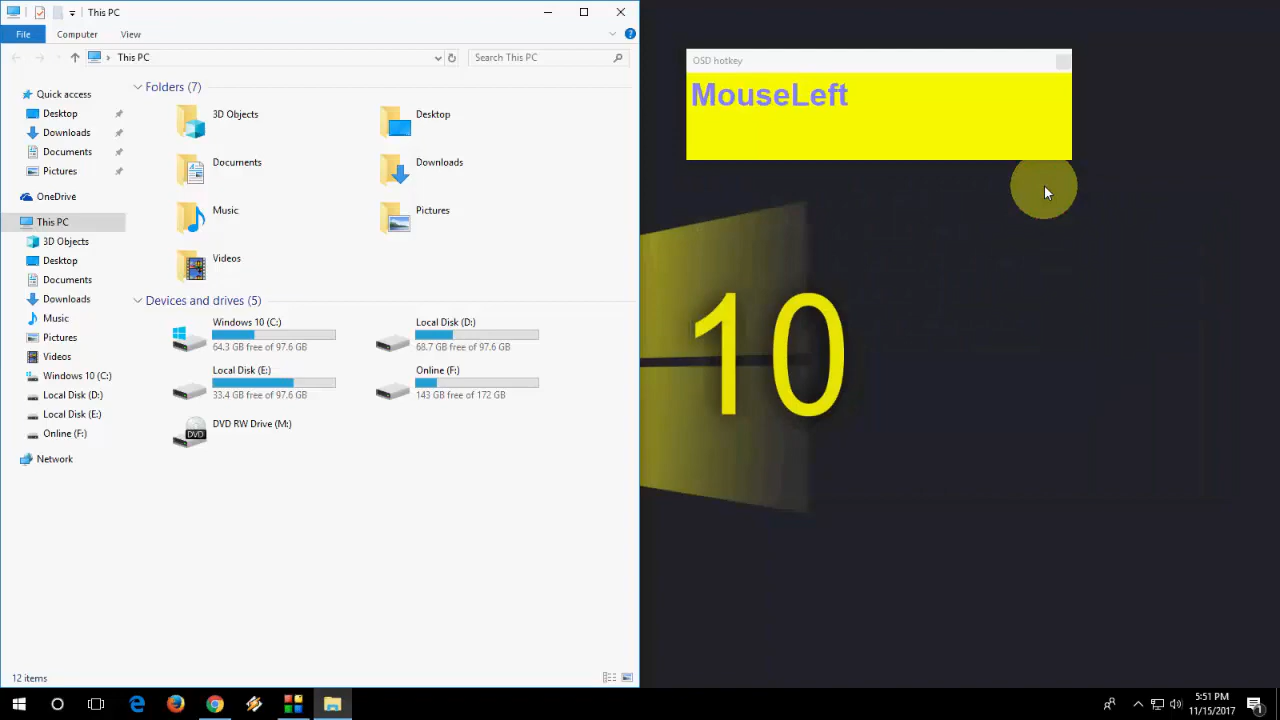 This PC
File
Computer
View
This PC
Search This PC
Quick access
Desktop
Downloads
Documents
Pictures
OneDrive
This PC
3D Objects
Desktop
Documents
Downloads
Music
Pictures
Videos
Windows 10 (C:)
Local Disk (D:)
Local Disk (E:)
Online (F:)
Network
Folders (7)
3D Objects
Desktop
Documents
Downloads
Music
Pictures
Videos
Devices and drives (5)
Windows 10 (C:)
64.3 GB free of 97.6 GB
Local Disk (D:)
68.7 GB free of 97.6 GB
Local Disk (E:)
33.4 GB free of 97.6 GB
Online (F:)
143 GB free of 172 GB
DVD
DVD RW Drive (M:)
12 items
OSD hotkey
MouseLeft
10
5:51 PM
11/15/2017
1